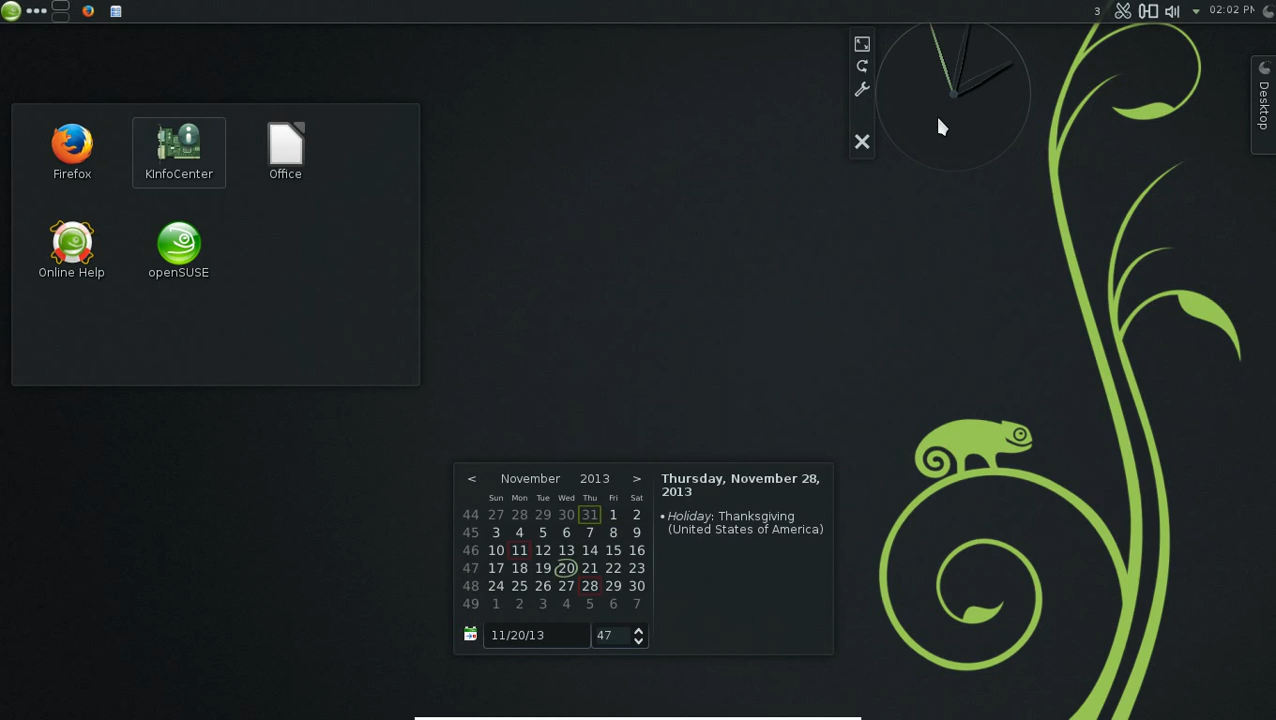 3
02:02 PM
Desktop
Firefox
KInfoCenter
Office
Online Help
openSUSE
< November 2013 >
Sun Mon Tue Wed Thu Fri Sat
44 27 28 29 30 31 1 2
45 3 4 5 6 7 8 9
46 10 11 12 13 14 15 16
47 17 18 19 20 21 22 23
48 24 25 26 27 28 29 30
49 1 2 3 4 5 6 7
11/20/13 47
Thursday, November 28,
2013
• Holiday: Thanksgiving
(United States of America)